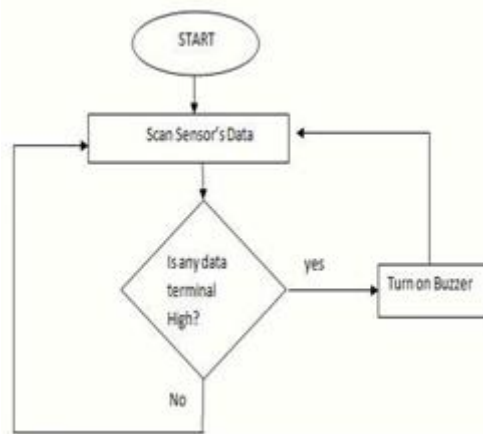 START
Scan Sensor's Data
Is any data
terminal
High?
yes
Turn on Buzzer
No